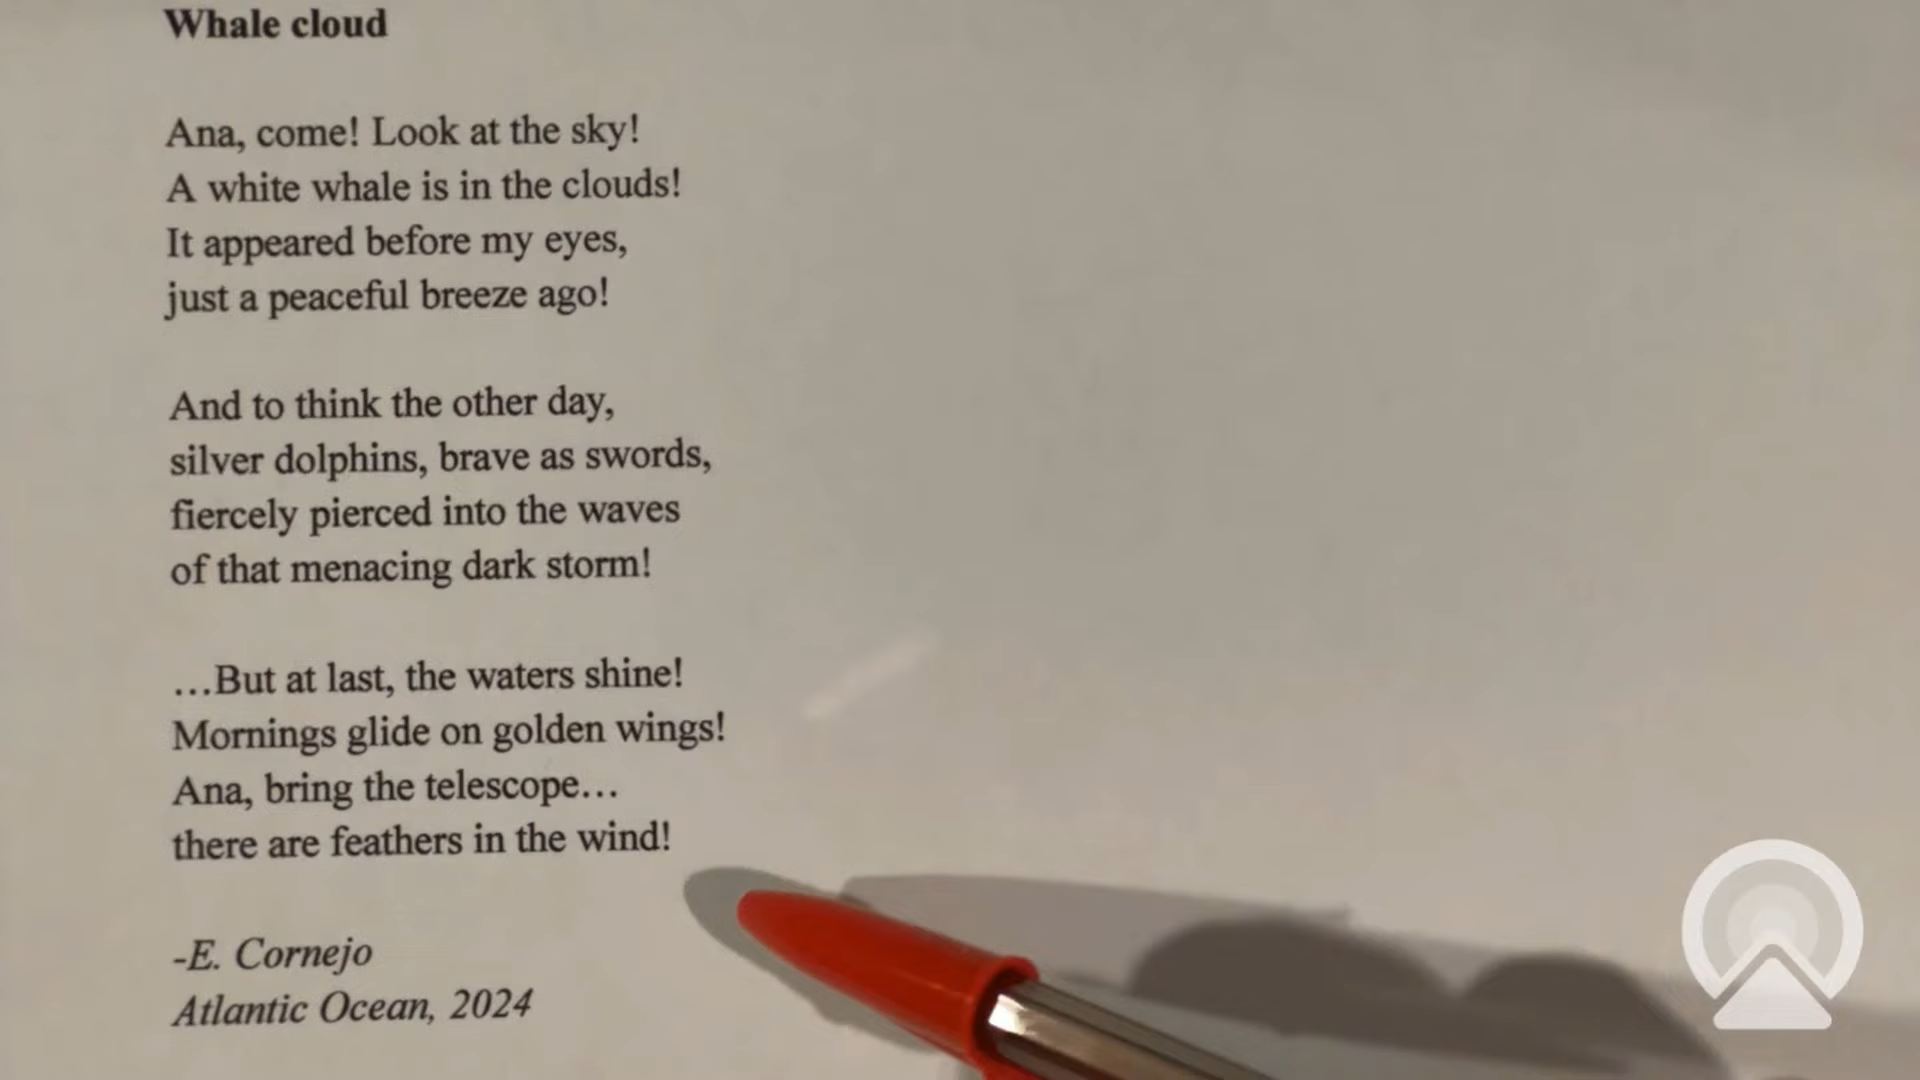 Whale cloud
Ana, come! Look at the sky!
A white whale is in the clouds!
It appeared before my eyes,
just a peaceful breeze ago!
And to think the other day,
silver dolphins, brave as swords,
fiercely pierced into the waves
of that menacing dark storm!
…But at last, the waters shine!
Mornings glide on golden wings!
Ana, bring the telescope…
there are feathers in the wind!
-E. Cornejo
Atlantic Ocean, 2024